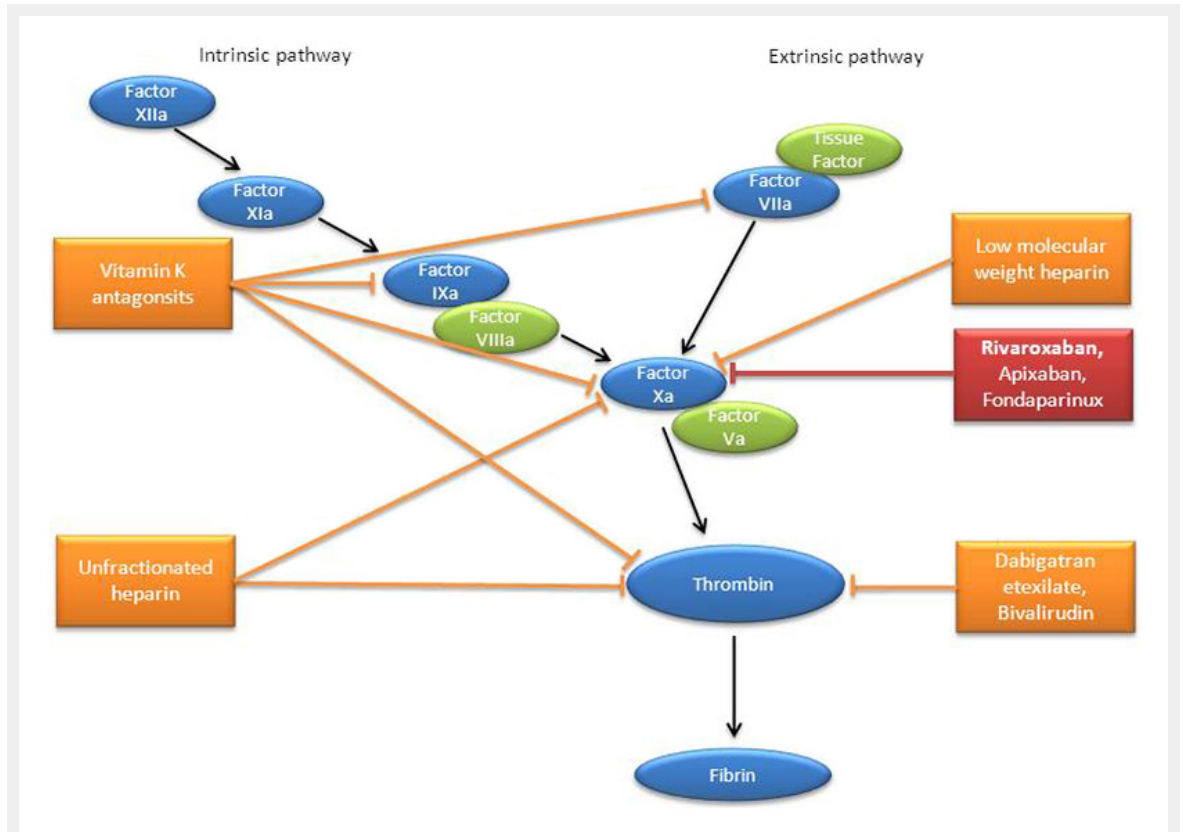 Intrinsic pathway
Extrinsic pathway
Factor
XIIa
Tissue
Factor
Factor
VIIa
Factor
XIa
Vitamin K
antagonsits
Factor
IXa
Low molecular
weight heparin
Factor
VIIIa
Rivaroxaban,
Apixaban,
Fondaparinux
Factor
Xa
Factor
Va
Unfractionated
heparin
Thrombin
Dabigatran
etexilate,
Bivalirudin
Fibrin